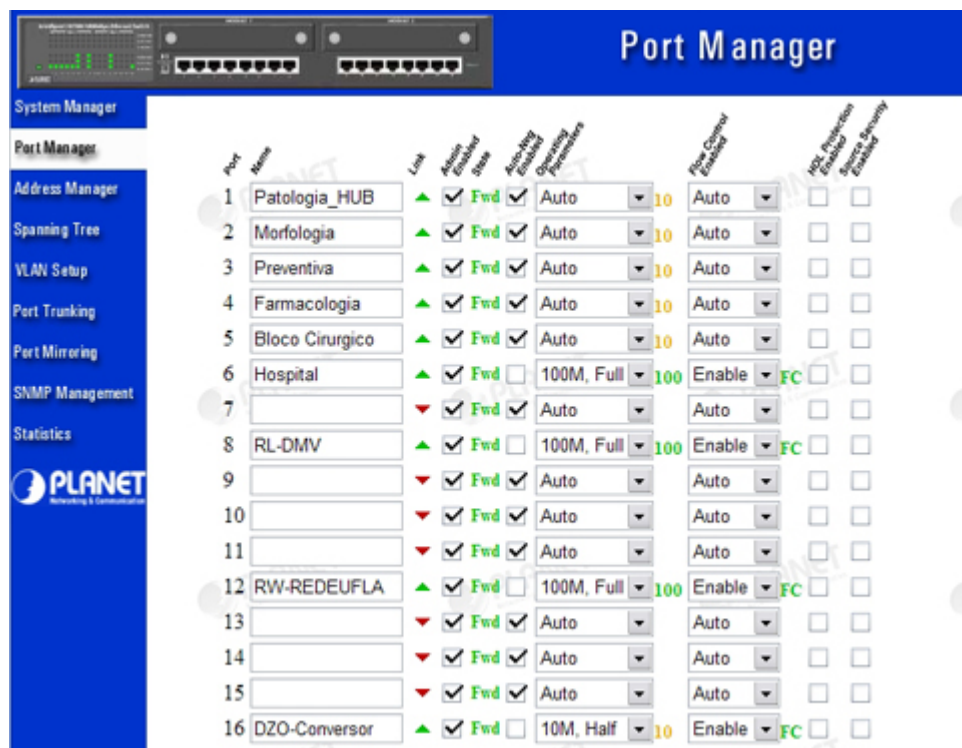 Port Manager
System Manager
Port Manager
Address Manager
Spanning Tree
VLAN Setup
Port Trunking
Port Mirroring
SNMP Management
Statistics
PLANET
Networking & Communication
Port Name Link Admin Enabled State Auto-Neg Enabled Operating Parameters Flow Control Enabled HOL Protection Enabled Source Security Enabled
1 Patologia_HUB Fwd Auto 10 Auto
2 Morfologia Fwd Auto 10 Auto
3 Preventiva Fwd Auto 10 Auto
4 Farmacologia Fwd Auto 10 Auto
5 Bloco Cirurgico Fwd Auto 10 Auto
6 Hospital Fwd 100M, Full 100 Enable FC
7 Fwd Auto Auto
8 RL-DMV Fwd 100M, Full 100 Enable FC
9 Fwd Auto Auto
10 Fwd Auto Auto
11 Fwd Auto Auto
12 RW-REDEUFLA Fwd 100M, Full 100 Enable FC
13 Fwd Auto Auto
14 Fwd Auto Auto
15 Fwd Auto Auto
16 DZO-Conversor Fwd 10M, Half 10 Enable FC